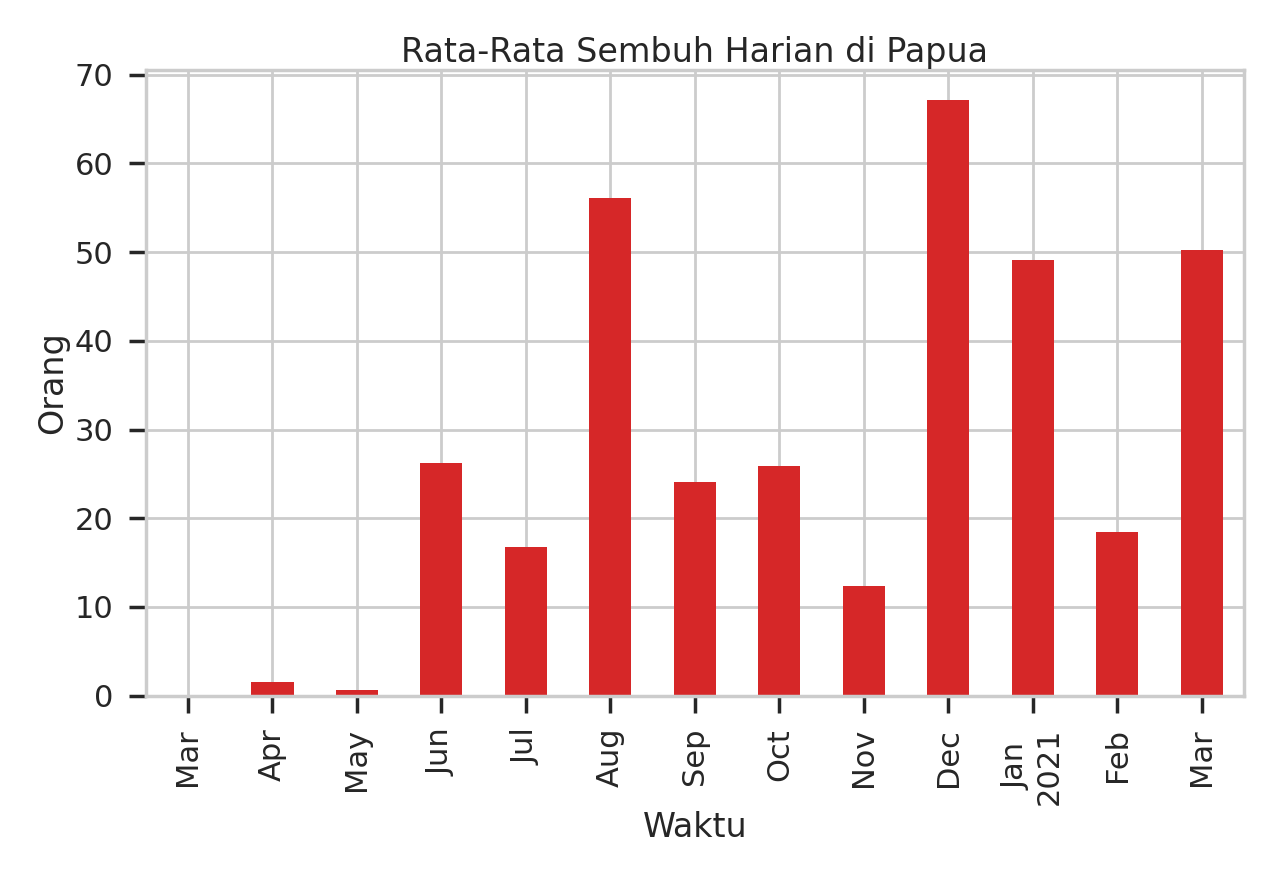 Rata-Rata Sembuh Harian di Papua
70
60
50
40
30
20
10
0
Orang
Mar
Apr
May
Jun
Jul
Aug
Sep
Oct
Nov
Dec
Jan
2021
Feb
Mar
Waktu